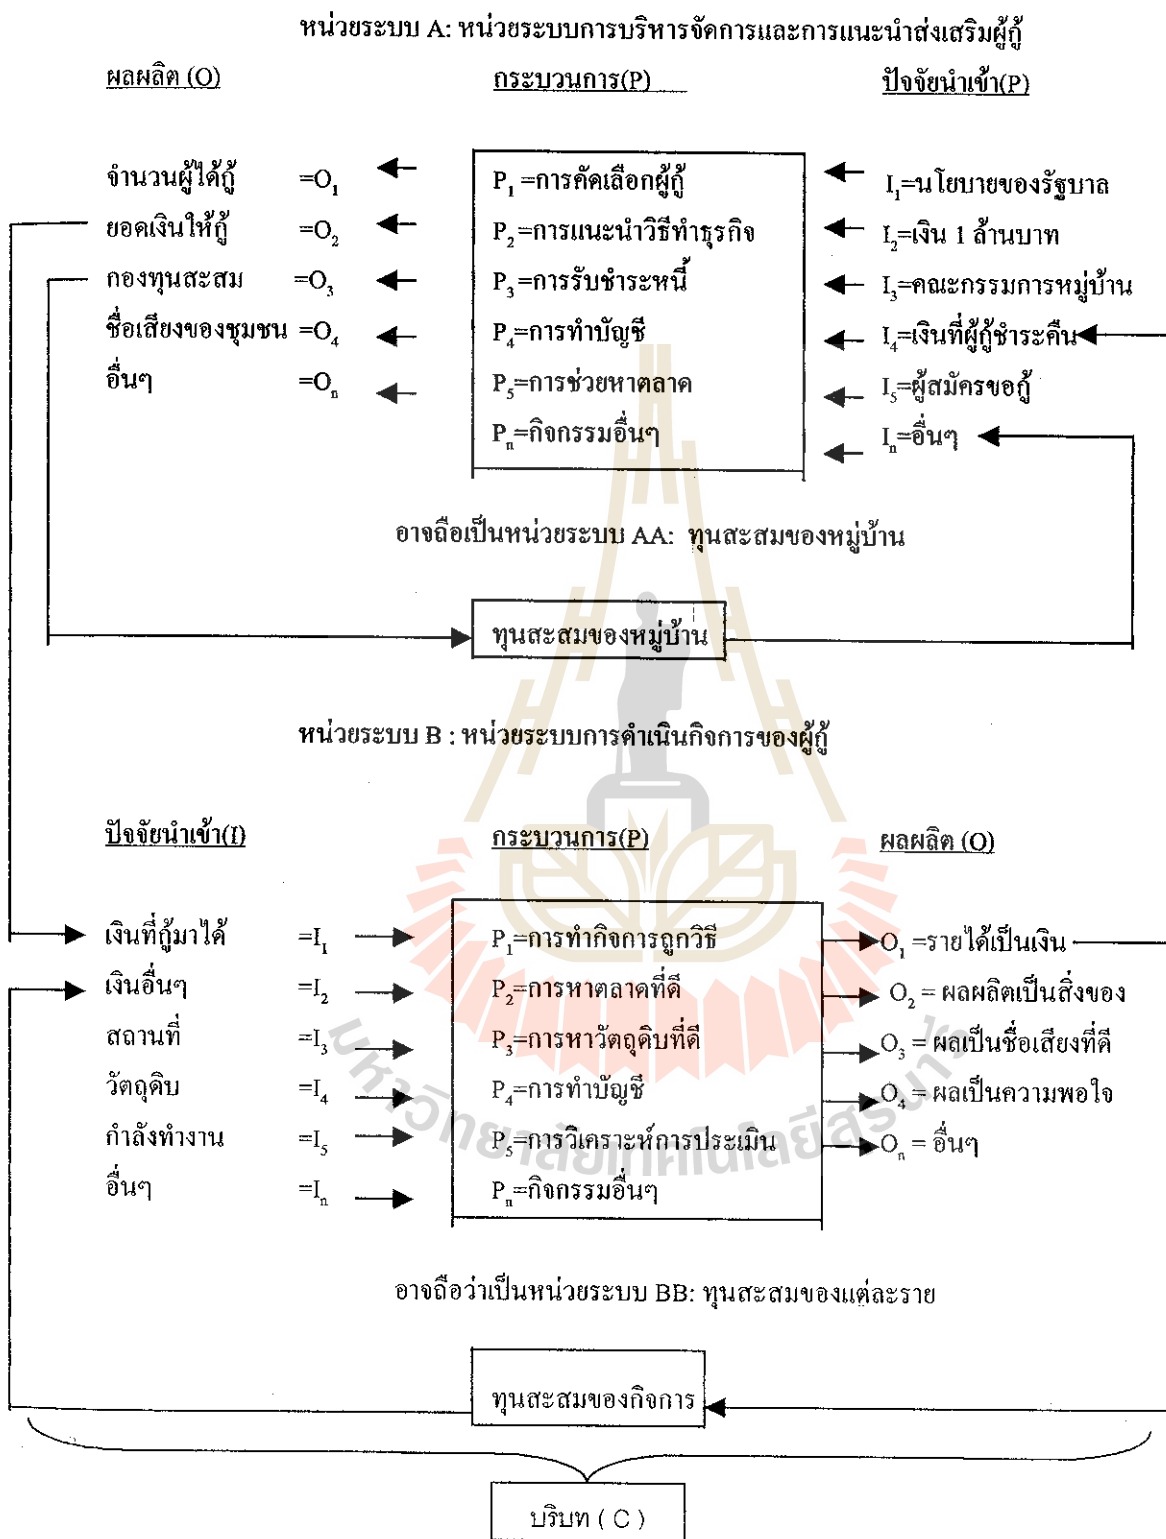 หน่วยระบบ A: หน่วยระบบการบริหารจัดการและการแนะนำส่งเสริมผู้กู้
ผลผลิต (O) กระบวนการ(P) ปัจจัยนำเข้า(P)
จำนวนผู้ได้กู้ =O1 P1 =การคัดเลือกผู้กู้ I1=นโยบายของรัฐบาล
ยอดเงินให้กู้ =O2 P2 =การแนะนำวิธีทำธุรกิจ I2=เงิน 1 ล้านบาท
กองทุนสะสม =O3 P3 =การรับชำระหนี้ I3=คณะกรรมการหมู่บ้าน
ชื่อเสียงของชุมชน =O4 P4 =การทำบัญชี I4=เงินที่ผู้กู้ชำระคืน
อื่นๆ =On P5=การช่วยหาตลาด I5=ผู้สมัครขอกู้
Pn=กิจกรรมอื่นๆ In=อื่นๆ
อาจถือเป็นหน่วยระบบ AA: ทุนสะสมของหมู่บ้าน
ทุนสะสมของหมู่บ้าน
หน่วยระบบ B : หน่วยระบบการดำเนินกิจการของผู้กู้
ปัจจัยนำเข้า(I) กระบวนการ(P) ผลผลิต (O)
เงินที่กู้มาได้ =I1 P1=การทำกิจการถูกวิธี O1 =รายได้เป็นเงิน
เงินอื่นๆ =I2 P2=การหาตลาดที่ดี O2 = ผลผลิตเป็นสิ่งของ
สถานที่ =I3 P3=การหาวัตถุดิบที่ดี O3 = ผลเป็นชื่อเสียงที่ดี
วัตถุดิบ =I4 P4=การทำบัญชี O4 = ผลเป็นความพอใจ
กำลังทำงาน =I5 P5=การวิเคราะห์การประเมิน On = อื่นๆ
อื่นๆ =In Pn=กิจกรรมอื่นๆ
มหาวิทยาลัยเทคโนโลยีสุรนารี
อาจถือว่าเป็นหน่วยระบบ BB: ทุนสะสมของแต่ละราย
ทุนสะสมของกิจการ
บริบท ( C )